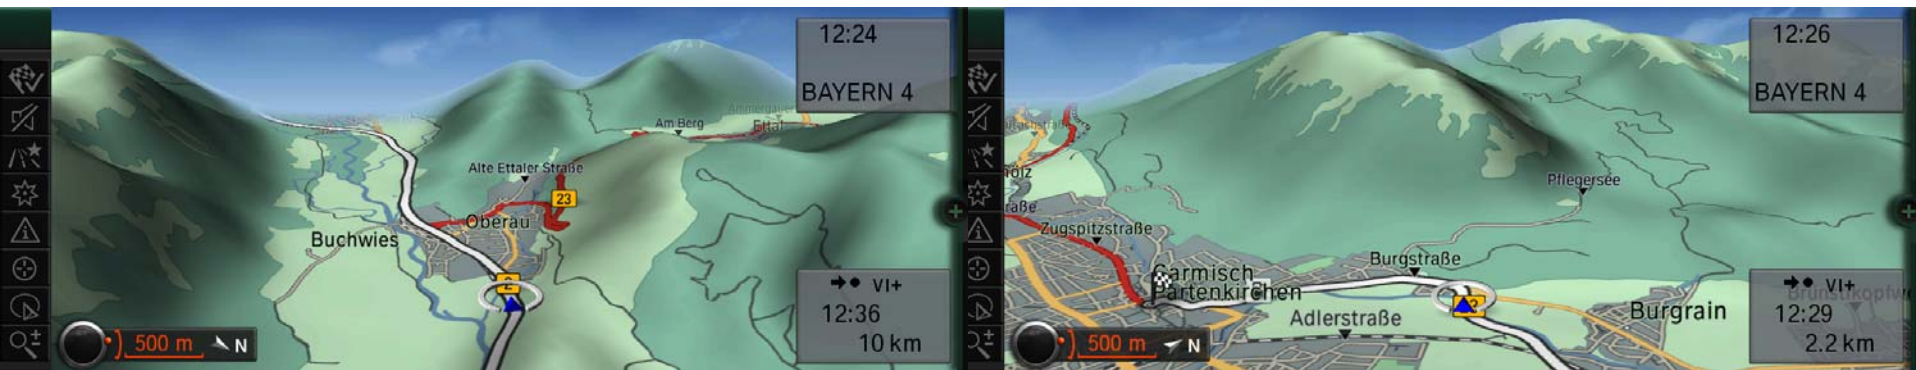 12:24
BAYERN 4
Ammergauer
Am Berg
Ettal
Alte Ettaler Straße
23
Oberau
Buchwies
2
VI+
12:36
10 km
500 m
N
12:26
BAYERN 4
Pflegersee
Zugspitzstraße
Burgstraße
Garmisch
Partenkirchen
Adlerstraße
Burgrain
VI+
12:29
2.2 km
500 m
N